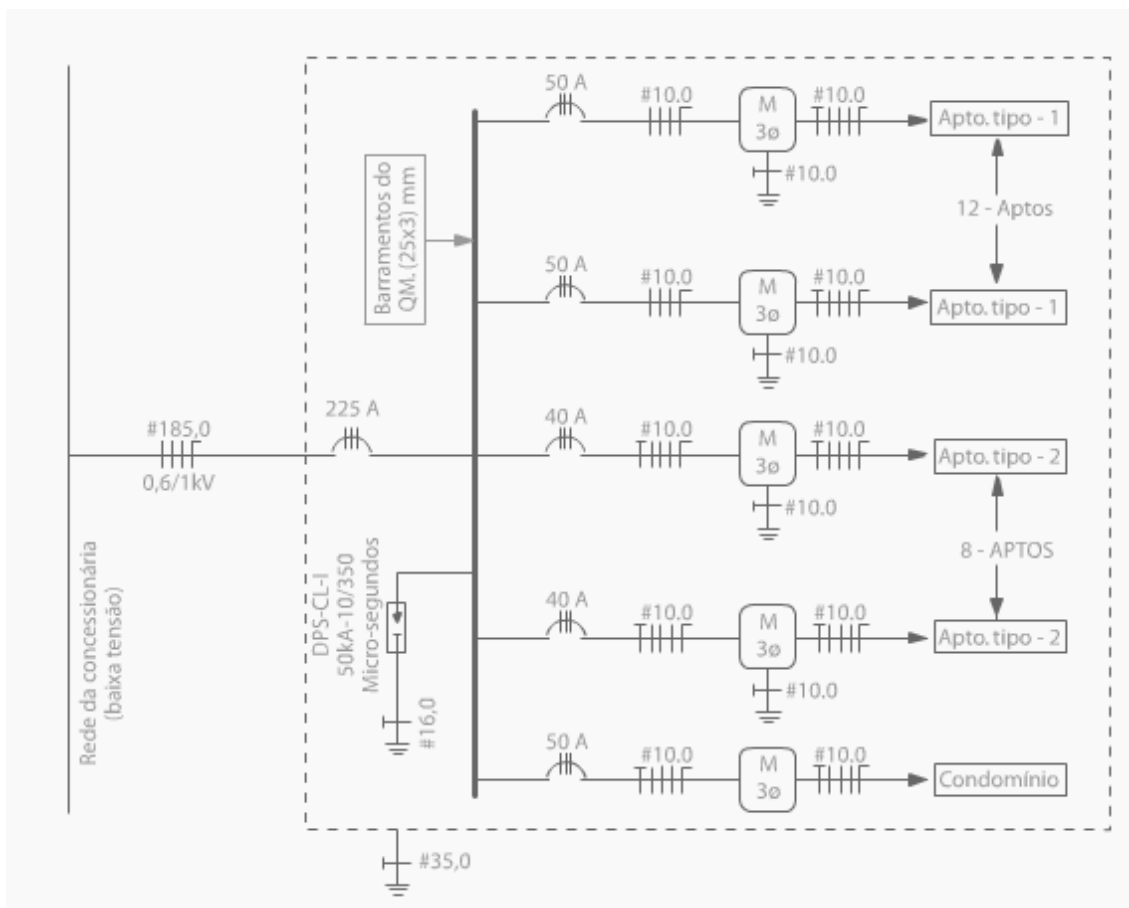 50 A
#10.0
M
3ø
#10.0
Apto. tipo - 1
#10.0
12 - Aptos
Barramentos do
QM. (25x3) mm
50 A
#10.0
M
3ø
#10.0
Apto. tipo - 1
#10.0
#185,0
0,6/1kV
225 A
40 A
#10.0
M
3ø
#10.0
Apto. tipo - 2
#10.0
8 - APTOS
Rede da concessionária
(baixa tensão)
DPS-CL-I
50kA-10/350
Micro-segundos
#16,0
40 A
#10.0
M
3ø
#10.0
Apto. tipo - 2
#10.0
50 A
#10.0
M
3ø
#10.0
Condomínio
#35,0